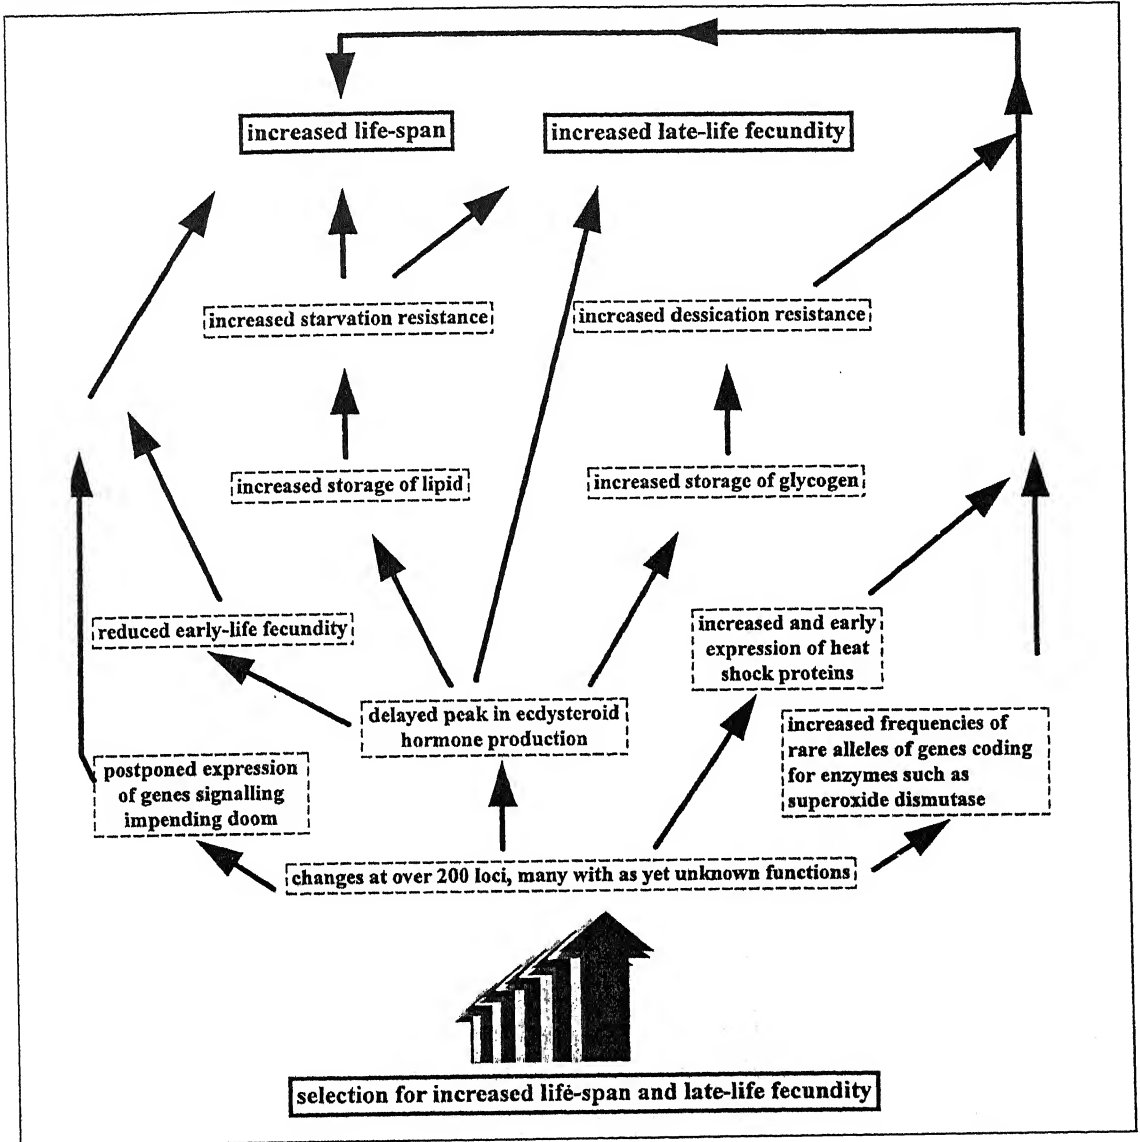 increased life-span
increased late-life fecundity
increased starvation resistance
increased dessication resistance
increased storage of lipid
increased storage of glycogen
reduced early-life fecundity
increased and early
expression of heat
shock proteins
delayed peak in ecdysteroid
hormone production
increased frequencies of
rare alleles of genes coding
for enzymes such as
superoxide dismutase
postponed expression
of genes signalling
impending doom
changes at over 200 loci, many with as yet unknown functions
selection for increased life-span and late-life fecundity